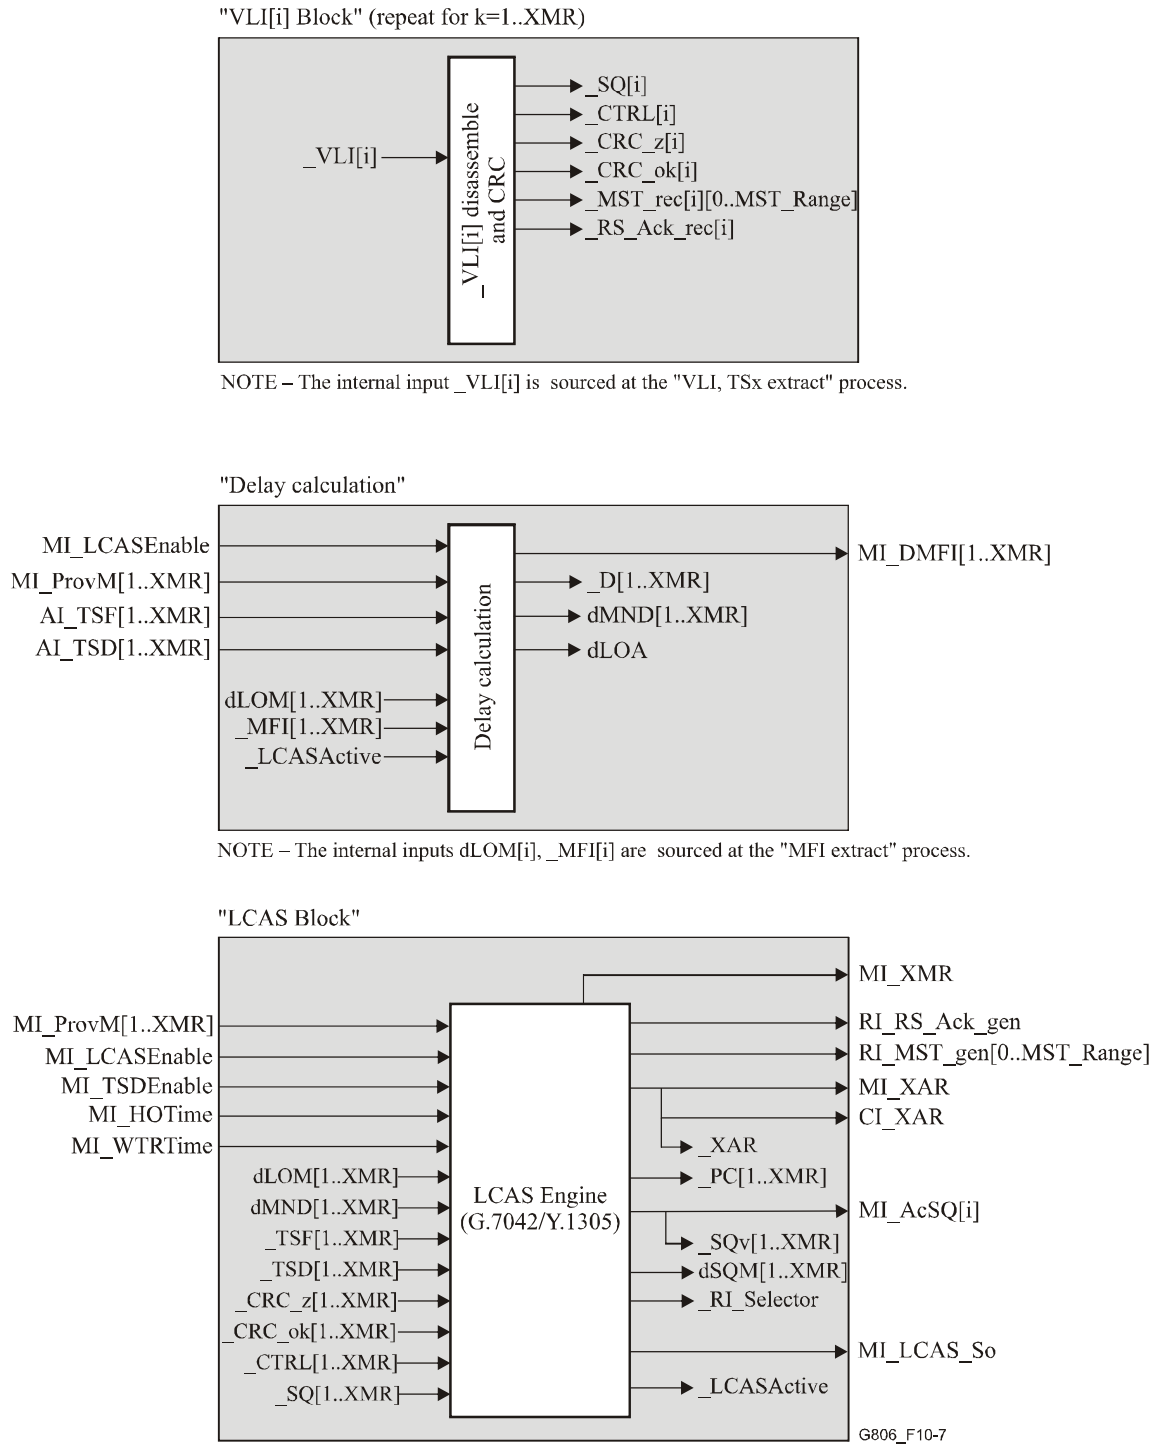 "VLI[i] Block" (repeat for k=1..XMR)
_VLI[i]
_VLI[i] disassemble
and CRC
_SQ[i]
_CTRL[i]
_CRC_z[i]
_CRC_ok[i]
_MST_rec[i][0..MST_Range]
_RS_Ack_rec[i]
NOTE – The internal input _VLI[i] is sourced at the "VLI, TSx extract" process.
"Delay calculation"
MI_LCASEnable
MI_ProvM[1..XMR]
AI_TSF[1..XMR]
AI_TSD[1..XMR]
dLOM[1..XMR]
_MFI[1..XMR]
_LCASActive
Delay calculation
MI_DMFI[1..XMR]
_D[1..XMR]
dMND[1..XMR]
dLOA
NOTE – The internal inputs dLOM[i], _MFI[i] are sourced at the "MFI extract" process.
"LCAS Block"
MI_ProvM[1..XMR]
MI_LCASEnable
MI_TSDEnable
MI_HOTime
MI_WTRTime
dLOM[1..XMR]
dMND[1..XMR]
_TSF[1..XMR]
_TSD[1..XMR]
_CRC_z[1..XMR]
_CRC_ok[1..XMR]
_CTRL[1..XMR]
_SQ[1..XMR]
LCAS Engine
(G.7042/Y.1305)
MI_XMR
RI_RS_Ack_gen
RI_MST_gen[0..MST_Range]
MI_XAR
CI_XAR
_XAR
_PC[1..XMR]
MI_AcSQ[i]
_SQv[1..XMR]
dSQM[1..XMR]
_RI_Selector
MI_LCAS_So
_LCASActive
G806_F10-7